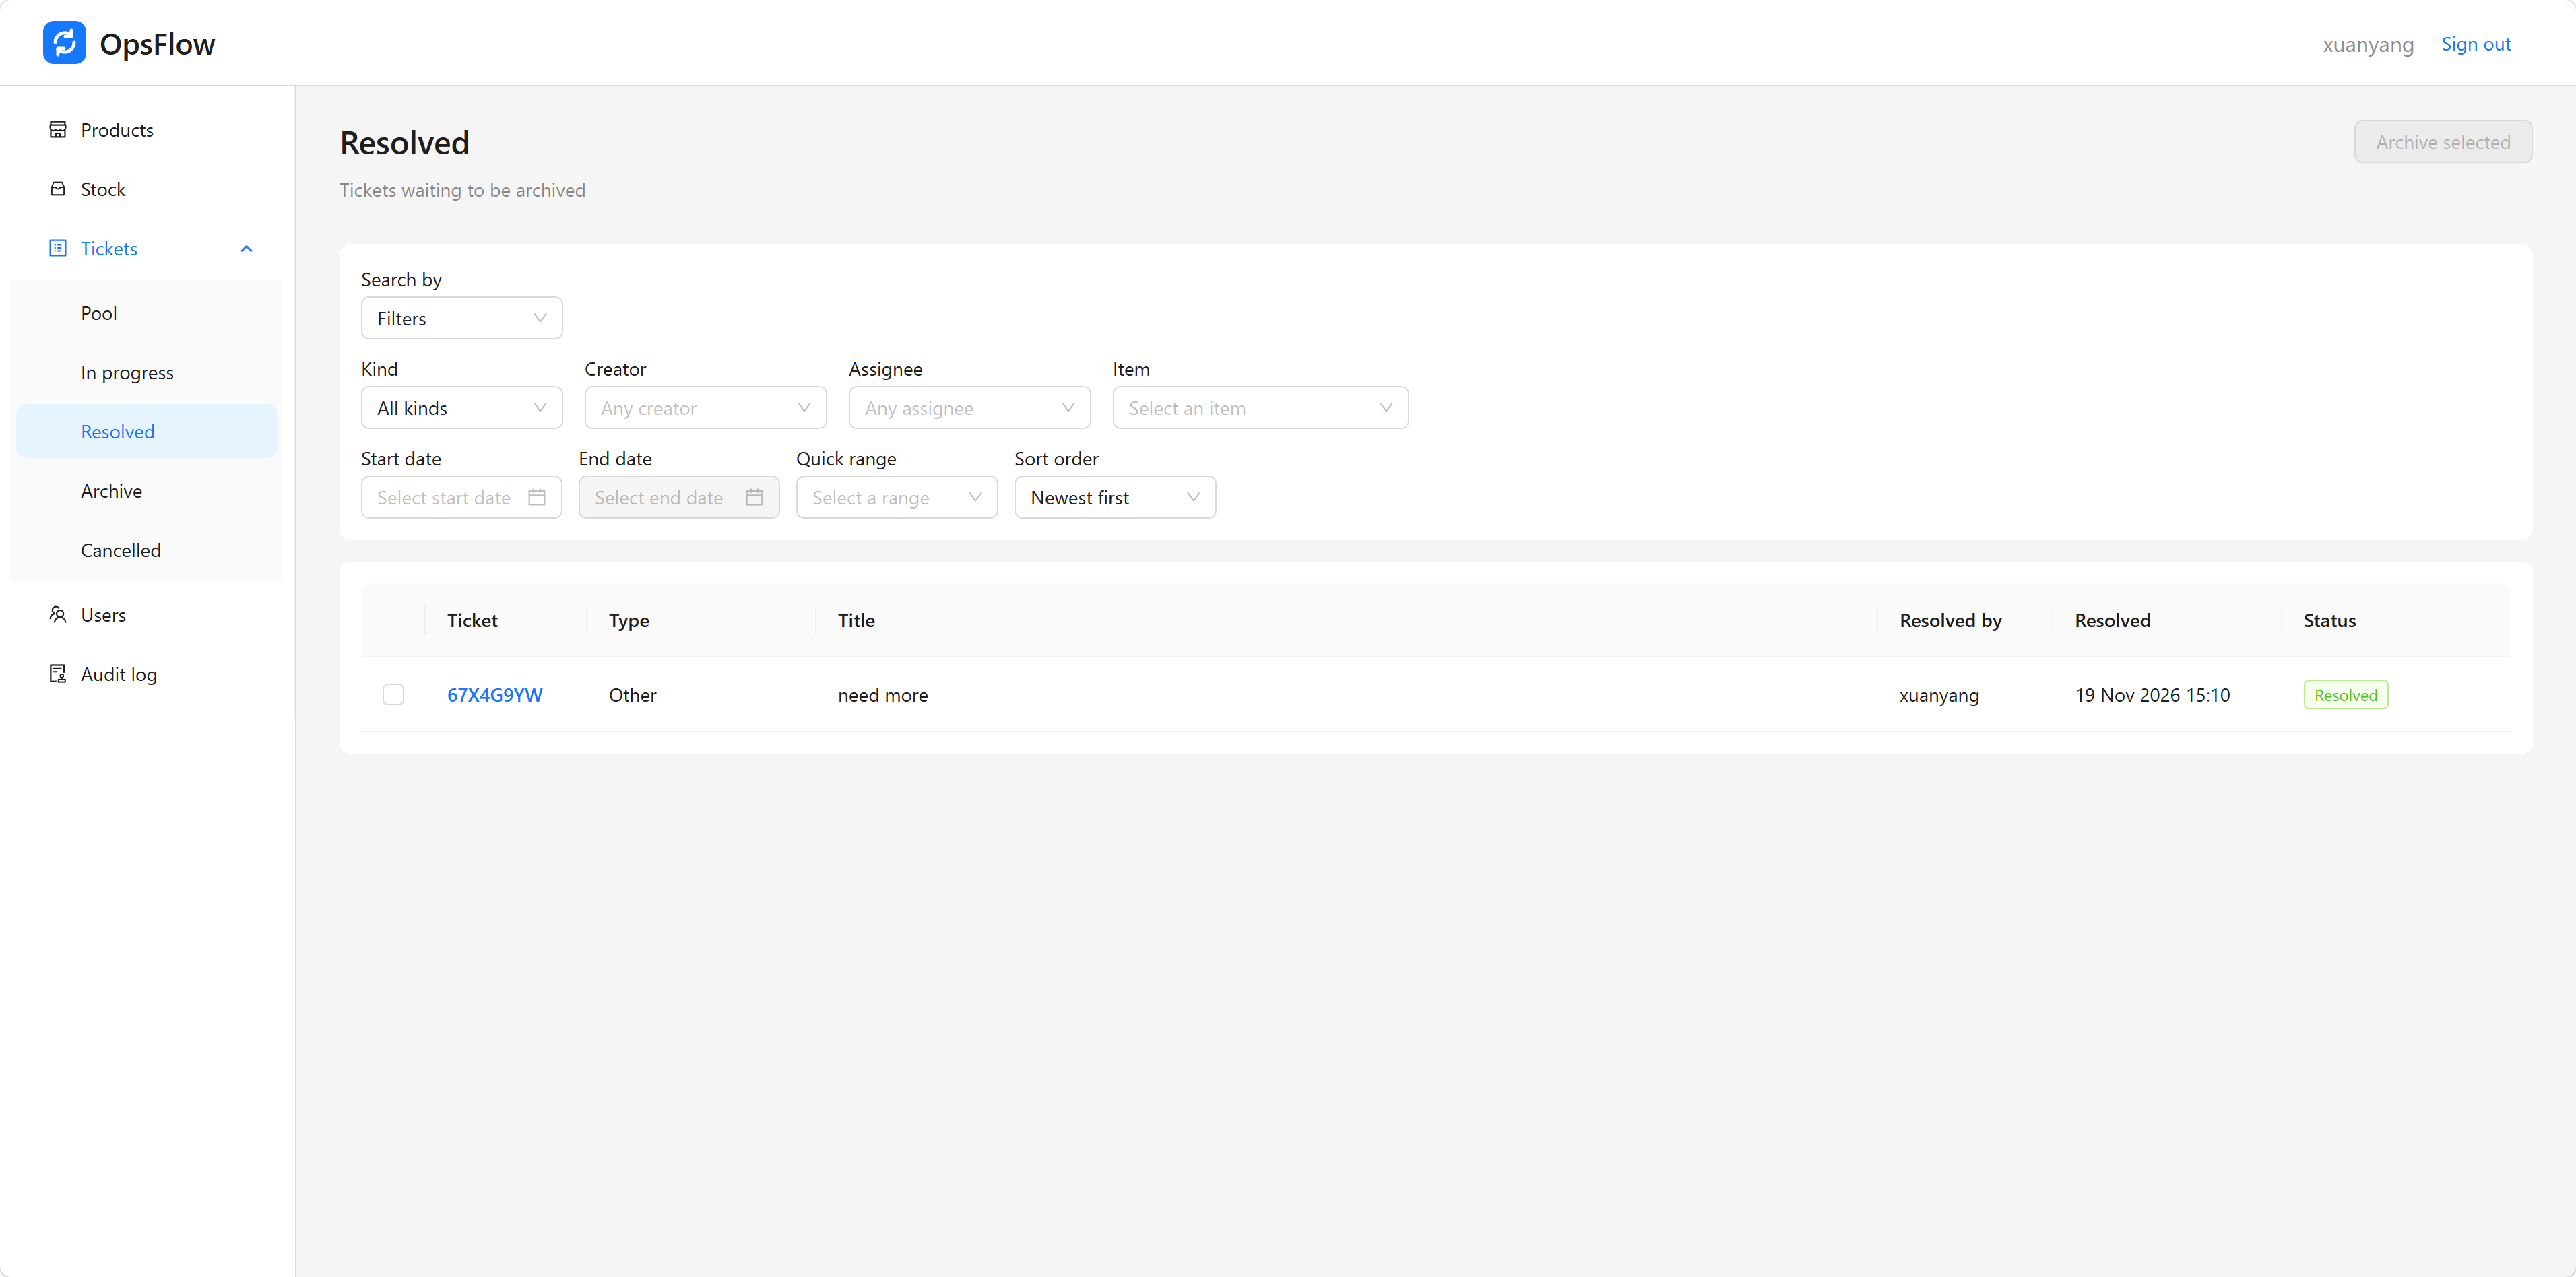 OpsFlow
xuanyang Sign out
Products
Stock
Tickets
Pool
In progress
Resolved
Archive
Cancelled
Users
Audit log
Resolved
Archive selected
Tickets waiting to be archived
Search by
Filters
Kind Creator Assignee Item
All kinds Any creator Any assignee Select an item
Start date End date Quick range Sort order
Select start date Select end date Select a range Newest first
Ticket Type Title Resolved by Resolved Status
67X4G9YW Other need more xuanyang 19 Nov 2026 15:10 Resolved